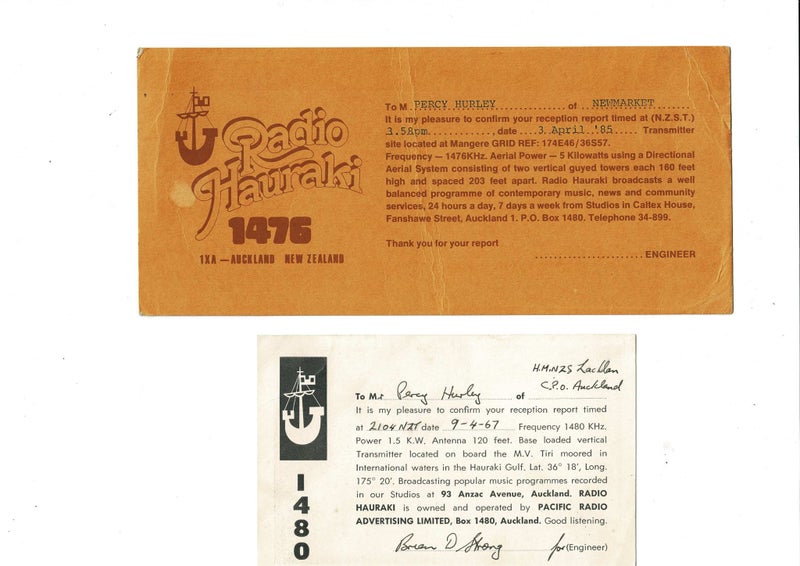 Radio
Hauraki
1476
1XA — AUCKLAND NEW ZEALAND
To M PERCY HURLEY of NEWMARKET
It is my pleasure to confirm your reception report timed at (N.Z.S.T.)
3.58pm, date 3 April '85 Transmitter
site located at Mangere GRID REF: 174E46/36S57.
Frequency — 1476KHz. Aerial Power — 5 Kilowatts using a Directional
Aerial System consisting of two vertical guyed towers each 160 feet
high and spaced 203 feet apart. Radio Hauraki broadcasts a well
balanced programme of contemporary music, news and community
services, 24 hours a day, 7 days a week from Studios in Caltex House,
Fanshawe Street, Auckland 1. P.O. Box 1480. Telephone 34-899.
Thank you for your report
ENGINEER
1480
H.M.NZS Lachlan
C.P.O. Auckland
To Mr Percy Hurley of
It is my pleasure to confirm your reception report timed
at 2104 NZT date 9-4-67 Frequency 1480 KHz.
Power 1.5 K.W. Antenna 120 feet. Base loaded vertical
Transmitter located on board the M.V. Tiri moored in
International waters in the Hauraki Gulf. Lat. 36° 18', Long.
175° 20'. Broadcasting popular music programmes recorded
in our Studios at 93 Anzac Avenue, Auckland. RADIO
HAURAKI is owned and operated by PACIFIC RADIO
ADVERTISING LIMITED, Box 1480, Auckland. Good listening.
Brian D Strong for (Engineer)